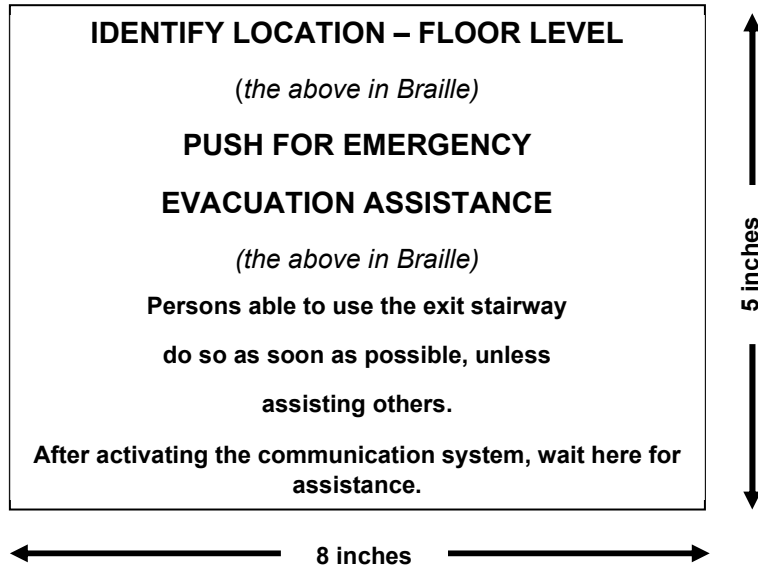 IDENTIFY LOCATION – FLOOR LEVEL
(the above in Braille)
PUSH FOR EMERGENCY
EVACUATION ASSISTANCE
(the above in Braille)
Persons able to use the exit stairway
do so as soon as possible, unless
assisting others.
After activating the communication system, wait here for
assistance.
5 inches
8 inches